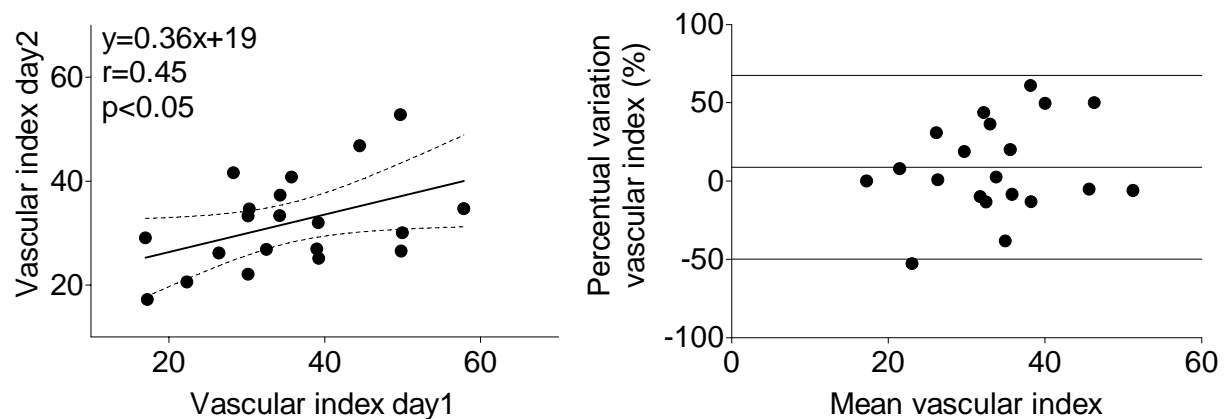 y=0.36x+19
r=0.45
p<0.05
Vascular index day2
60
40
20
20
40
60
Vascular index day1
Percentual variation
vascular index (%)
100
50
0
-50
-100
0
20
40
60
Mean vascular index